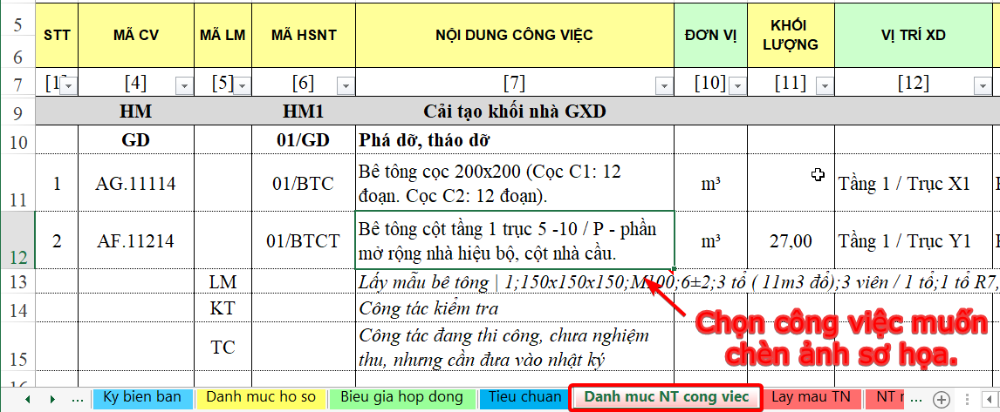 5
6
STT MÃ CV MÃ LM MÃ HSNT NỘI DUNG CÔNG VIỆC ĐƠN VỊ KHỐI LƯỢNG VỊ TRÍ XD
7 [1] [4] [5] [6] [7] [10] [11] [12]
9 HM HM1 Cải tạo khối nhà GXD
10 GD 01/GD Phá dỡ, tháo dỡ
11 1 AG.11114 01/BTC Bê tông cọc 200x200 (Cọc C1: 12
đoạn. Cọc C2: 12 đoạn). m³ Tầng 1 / Trục X1
12 2 AF.11214 01/BTCT Bê tông cột tầng 1 trục 5 -10 / P - phần
mở rộng nhà hiệu bộ, cột nhà cầu. m³ 27,00 Tầng 1 / Trục Y1
13 LM Lấy mẫu bê tông | 1;150x150x150;M100;6±2;3 tổ ( 11m3 đổ);3 viên / 1 tổ;1 tổ R7,
14 KT Công tác kiểm tra
15 TC Công tác đang thi công, chưa nghiệm
thu, nhưng cần đưa vào nhật ký
Chọn công việc muốn
chèn ảnh sơ họa.
... Ky bien ban Danh muc ho so Bieu gia hop dong Tieu chuan Danh muc NT cong viec Lay mau TN NT ...